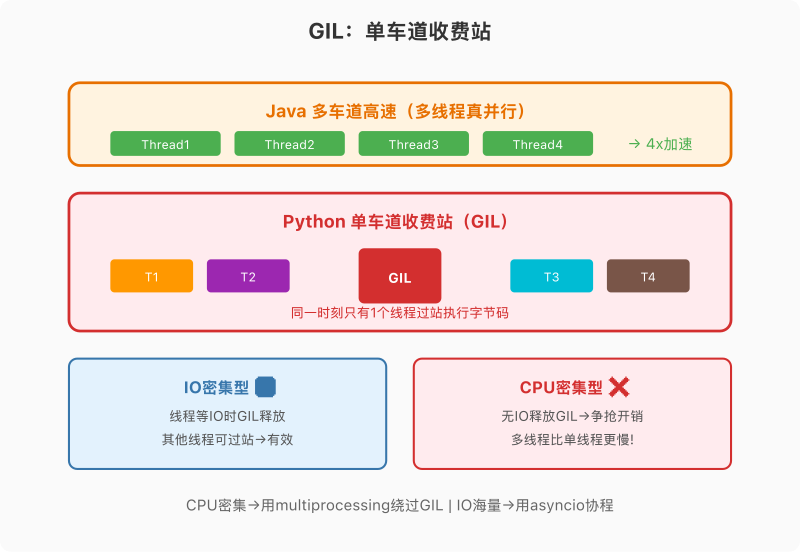 GIL：单车道收费站
Java 多车道高速（多线程真并行）
Thread1 Thread2 Thread3 Thread4 → 4x加速
Python 单车道收费站（GIL）
T1 T2 GIL T3 T4
同一时刻只有1个线程过站执行字节码
IO密集型
线程等IO时GIL释放
其他线程可过站→有效
CPU密集型 ❌
无IO释放GIL→争抢开销
多线程比单线程更慢!
CPU密集→用multiprocessing绕过GIL | IO海量→用asyncio协程